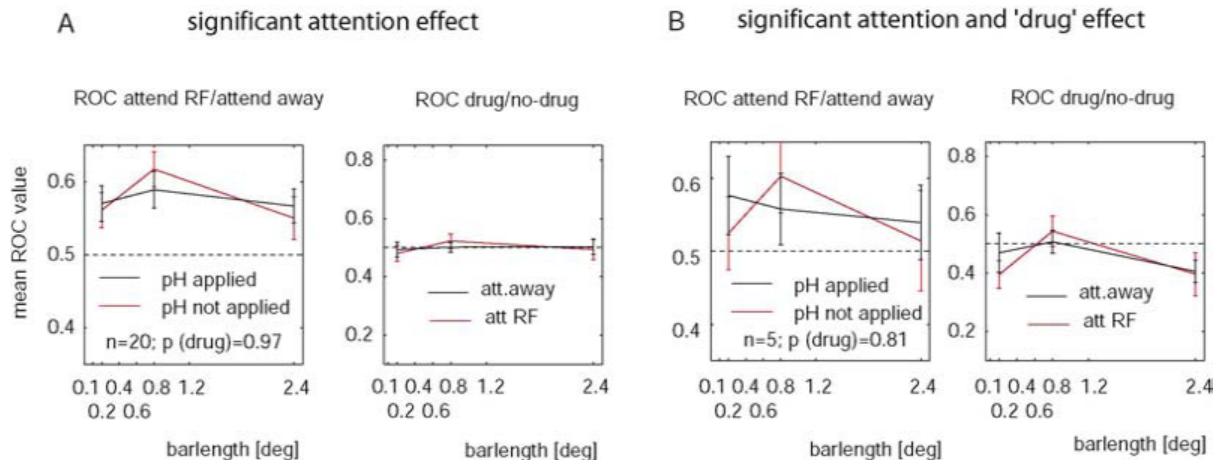 A significant attention effect
ROC attend RF/attend away
ROC drug/no-drug
mean ROC value
0.6
0.5
0.4
pH applied
pH not applied
n=20; p (drug)=0.97
0.1 0.4 0.8 1.2 2.4
0.2 0.6
barlength [deg]
0.8
0.6
0.4
0.2
att.away
att RF
0.1 0.4 0.8 1.2 2.4
0.2 0.6
barlength [deg]
B significant attention and 'drug' effect
ROC attend RF/attend away
ROC drug/no-drug
0.6
0.5
0.4
pH applied
pH not applied
n=5; p (drug)=0.81
0.1 0.4 0.8 1.2 2.4
0.2 0.6
barlength [deg]
0.8
0.6
0.4
0.2
att.away
att RF
0.1 0.4 0.8 1.2 2.4
0.2 0.6
barlength [deg]